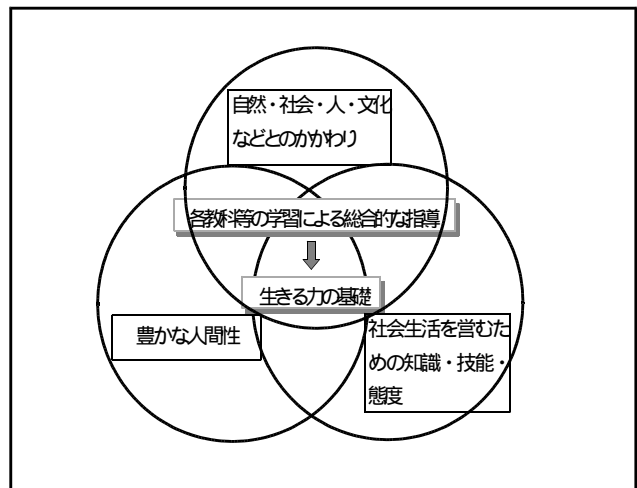 自然・社会・人・文化
などとのかかわり
各教科等の学習による総合的な指導
生きる力の基礎
豊かな人間性
社会生活を営むた
めの知識・技能・
態度